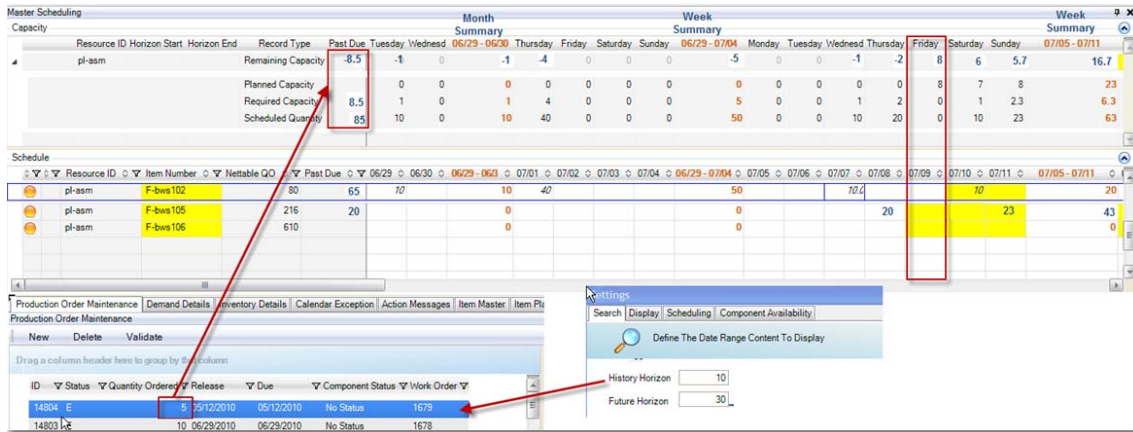 Master Scheduling
Capacity
Month Summary Week Summary Week Summary
Resource ID Horizon Start Horizon End Record Type Past Due Tuesday Wednesd 06/29 - 06/30 Thursday Friday Saturday Sunday 06/29 - 07/04 Monday Tuesday Wednesd Thursday Friday Saturday Sunday 07/05 - 07/11
pl-asm Remaining Capacity -8.5 -1 0 -1 -4 0 0 0 -5 0 0 -1 -2 8 6 5.7 16.7
Planned Capacity 0 0 0 0 0 0 0 0 0 0 0 0 8 7 8 23
Required Capacity 8.5 1 0 1 4 0 0 0 5 0 0 1 2 0 1 2.3 6.3
Scheduled Quantity 85 10 0 10 40 0 0 0 50 0 0 10 20 0 10 23 63
Schedule
Resource ID Item Number Nettable QO Past Due 06/29 06/30 06/29 - 06/3 07/01 07/02 07/03 07/04 06/29 - 07/04 07/05 07/06 07/07 07/08 07/09 07/10 07/11 07/05 - 07/11
pl-asm F-bws102 80 65 10 10 40 50 10.0 10 20
pl-asm F-bws105 216 20 0 0 20 23 43
pl-asm F-bws106 610 0 0 0
Production Order Maintenance Demand Details Inventory Details Calendar Exception Action Messages Item Master Item Pla
Production Order Maintenance
New Delete Validate
Drag a column header here to group by that column
ID Status Quantity Ordered Release Due Component Status Work Order
14804 E 5 05/12/2010 05/12/2010 No Status 1679
14803 E 10 06/29/2010 06/29/2010 No Status 1678
Settings
Search Display Scheduling Component Availability
Define The Date Range Content To Display
History Horizon 10
Future Horizon 30